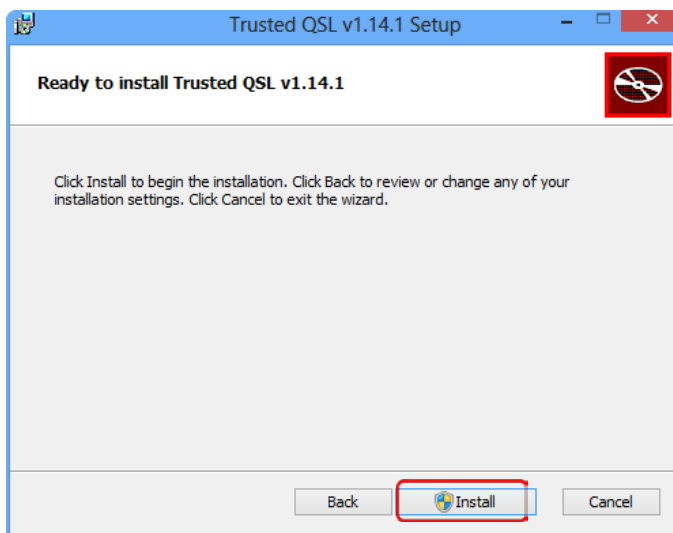 Trusted QSL v1.14.1 Setup
Ready to install Trusted QSL v1.14.1
Click Install to begin the installation. Click Back to review or change any of your
installation settings. Click Cancel to exit the wizard.
Back Install Cancel